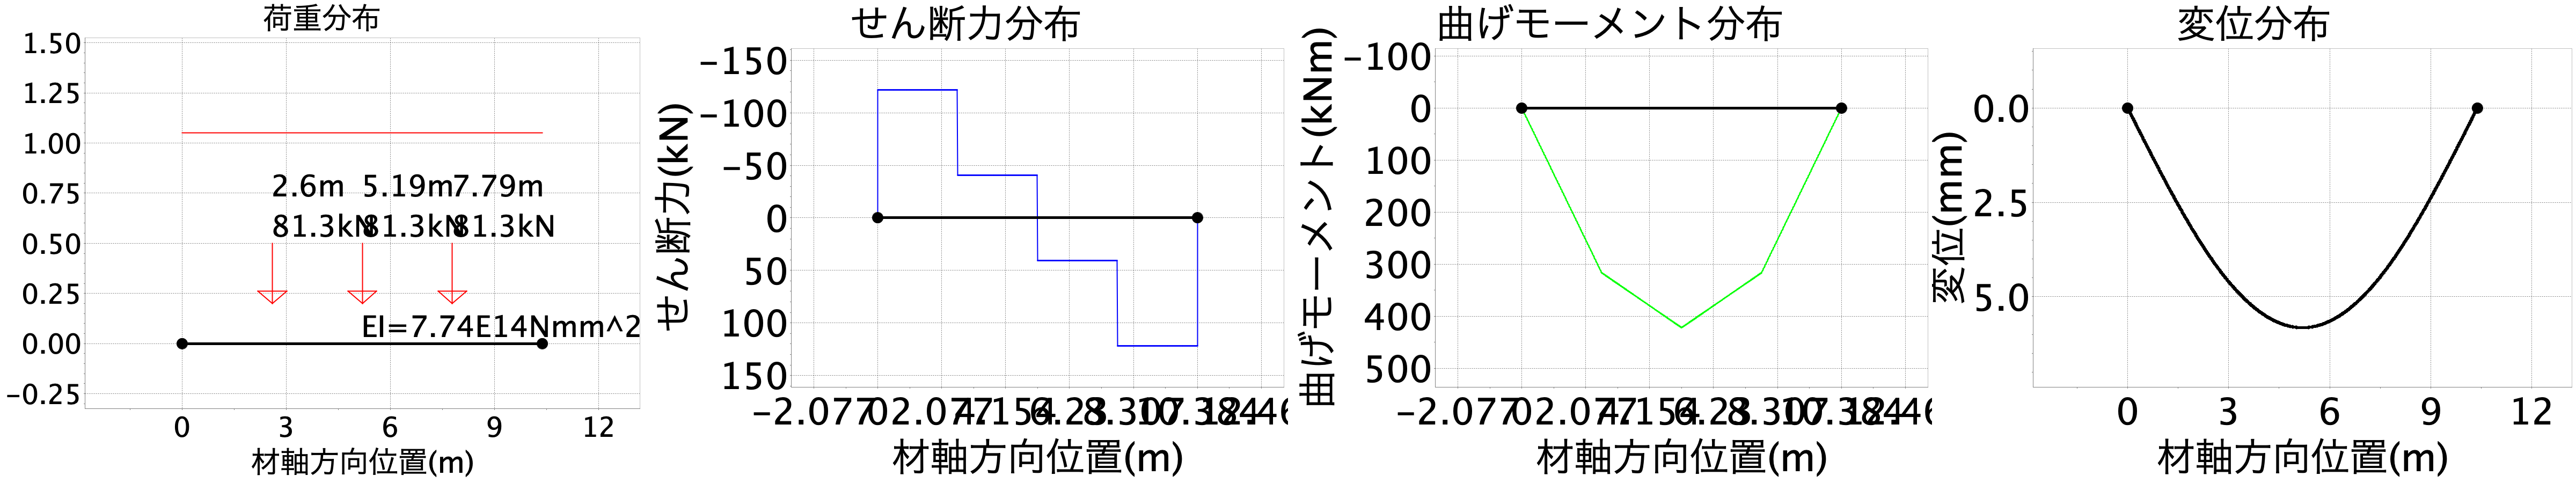 荷重分布
1.50
1.25
1.00
0.75
0.50
0.25
0.00
−0.25
2.6m 5.19m 7.79m
81.3kN 81.3kN 81.3kN
EI=7.74E14Nmm^2
0 3 6 9 12
材軸方向位置(m)
せん断力分布
せん断力(kN)
−150
−100
−50
0
50
100
150
−2.077 0 2.077
材軸方向位置(m)
曲げモーメント分布
曲げモーメント(kNm)
−100
0
100
200
300
400
500
−2.077 0 2.077
材軸方向位置(m)
変位分布
変位(mm)
0.0
2.5
5.0
0 3 6 9 12
材軸方向位置(m)